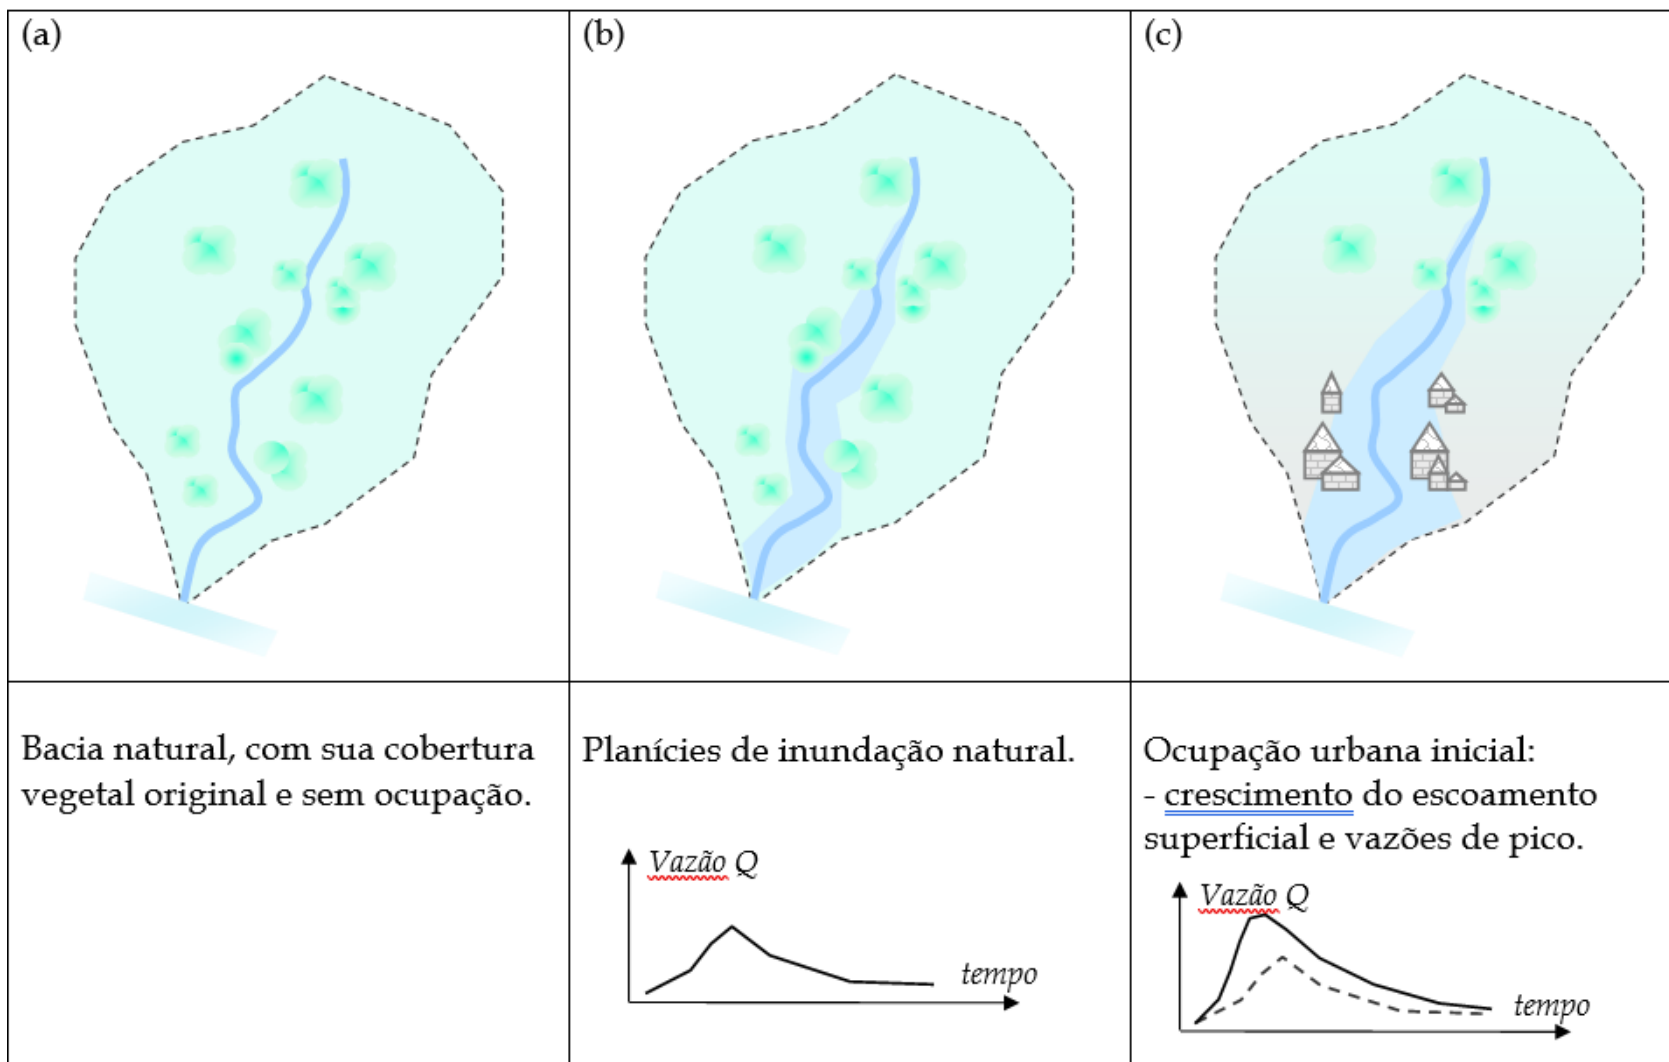 (a)
(b)
(c)
Bacia natural, com sua cobertura
vegetal original e sem ocupação.
Planícies de inundação natural.
Vazão Q
tempo
Ocupação urbana inicial:
- crescimento do escoamento
superficial e vazões de pico.
Vazão Q
tempo